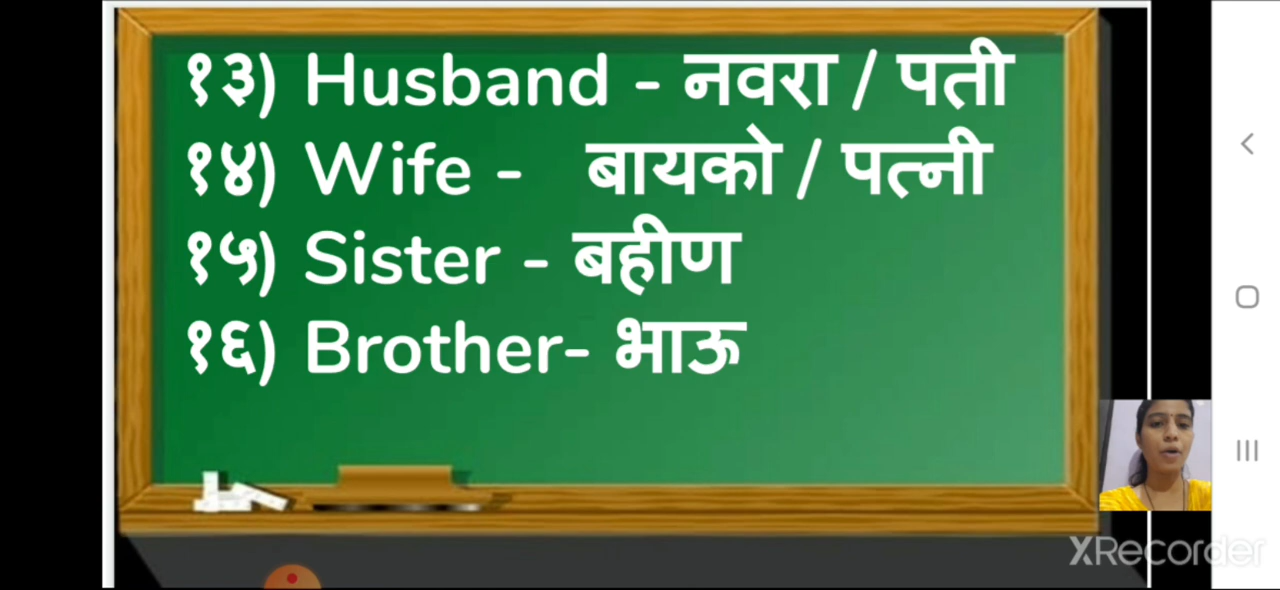 १३) Husband - नवरा / पती
१४) Wife - बायको / पत्नी
१५) Sister - बहीण
१६) Brother- भाऊ
XRecorder